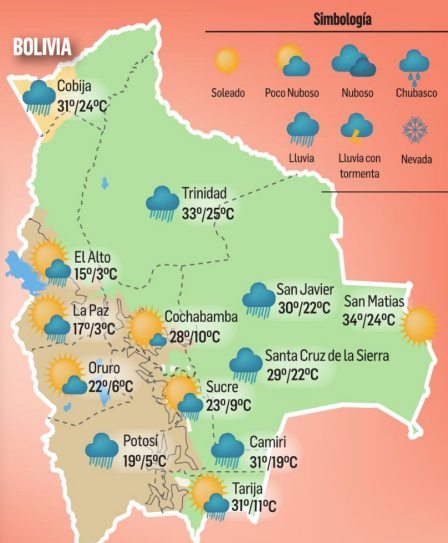 Simbología
BOLIVIA
Soleado
Poco Nuboso
Nuboso
Chubasco
Lluvia
Lluvia con
tormenta
Nevada
Cobija
31º/24ºC
Trinidad
33º/25ºC
El Alto
15º/3ºC
La Paz
17º/3ºC
Cochabamba
28º/10ºC
San Javier
30º/22ºC
San Matias
34º/24ºC
Oruro
22º/6ºC
Santa Cruz de la Sierra
29º/22ºC
Sucre
23º/9ºC
Potosí
19º/5ºC
Camiri
31º/19ºC
Tarija
31º/11ºC